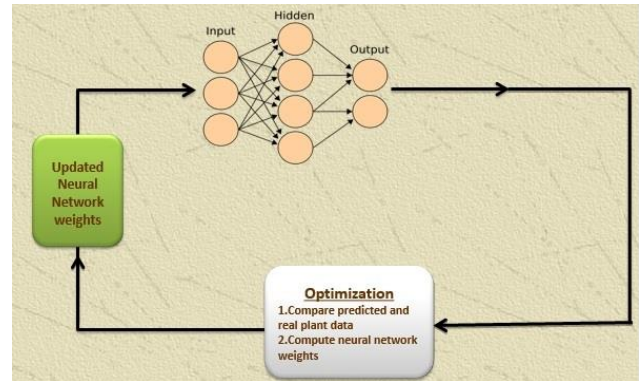 Hidden
Input
Output
Updated
Neural
Network
weights
Optimization
1.Compare predicted and
real plant data
2.Compute neural network
weights